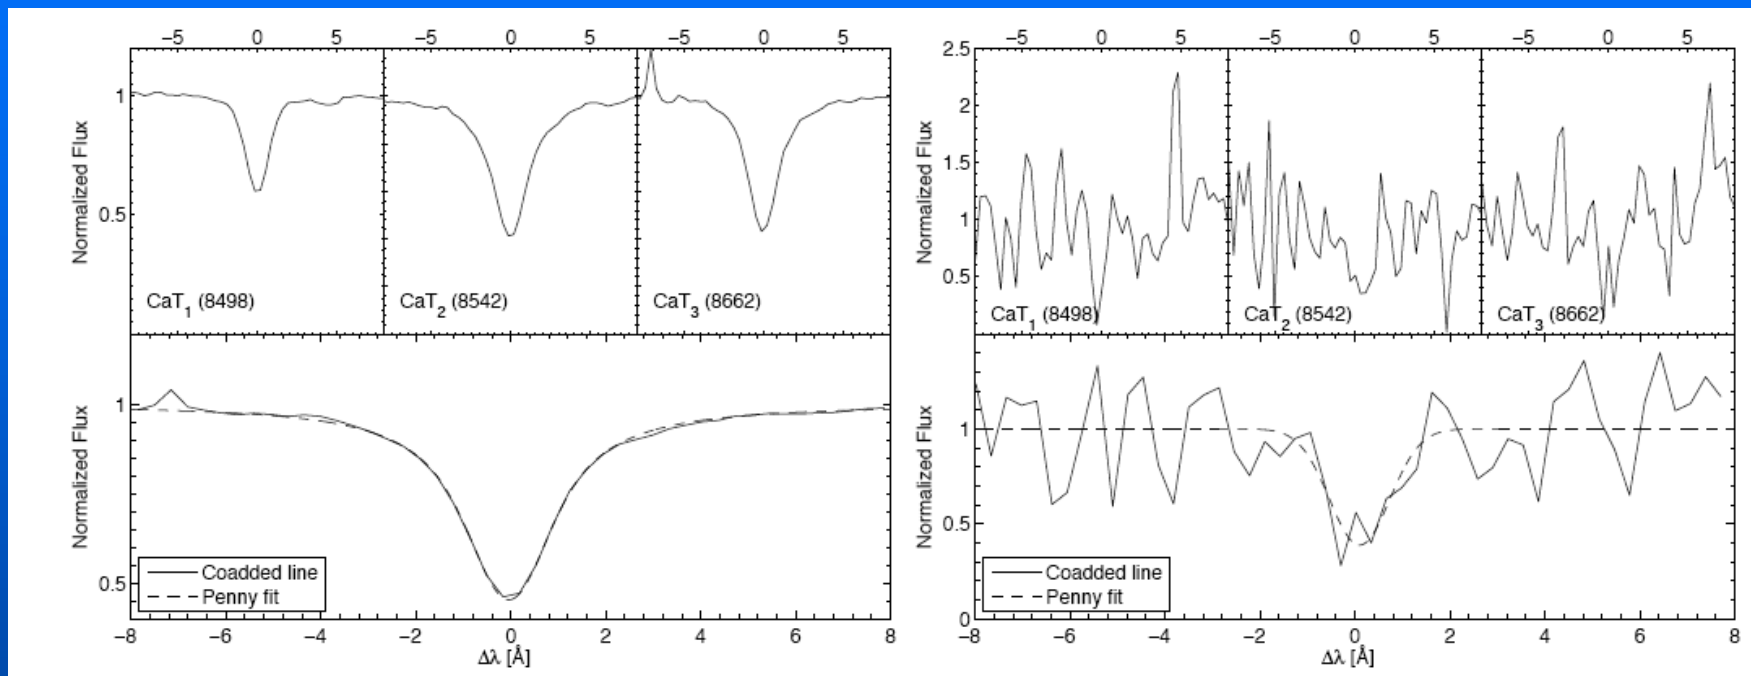 −5 0 5 −5 0 5 −5 0 5
1
0.5
Normalized Flux
CaT1 (8498) CaT2 (8542) CaT3 (8662)
1
0.5
Normalized Flux
Coadded line
Penny fit
−8 −6 −4 −2 0 2 4 6 8
Δλ [Å]
−5 0 5 −5 0 5 −5 0 5
2.5
2
1.5
1
0.5
Normalized Flux
CaT1 (8498) CaT2 (8542) CaT3 (8662)
1
0.5
0
Normalized Flux
Coadded line
Penny fit
−8 −6 −4 −2 0 2 4 6 8
Δλ [Å]